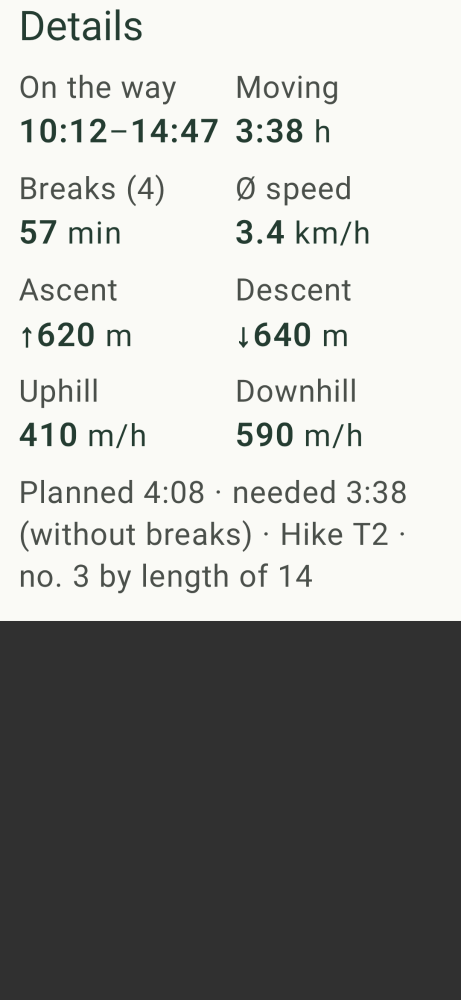 Details
On the way Moving
10:12–14:47 3:38 h
Breaks (4) Ø speed
57 min 3.4 km/h
Ascent Descent
↑620 m ↓640 m
Uphill Downhill
410 m/h 590 m/h
Planned 4:08 · needed 3:38
(without breaks) · Hike T2 ·
no. 3 by length of 14